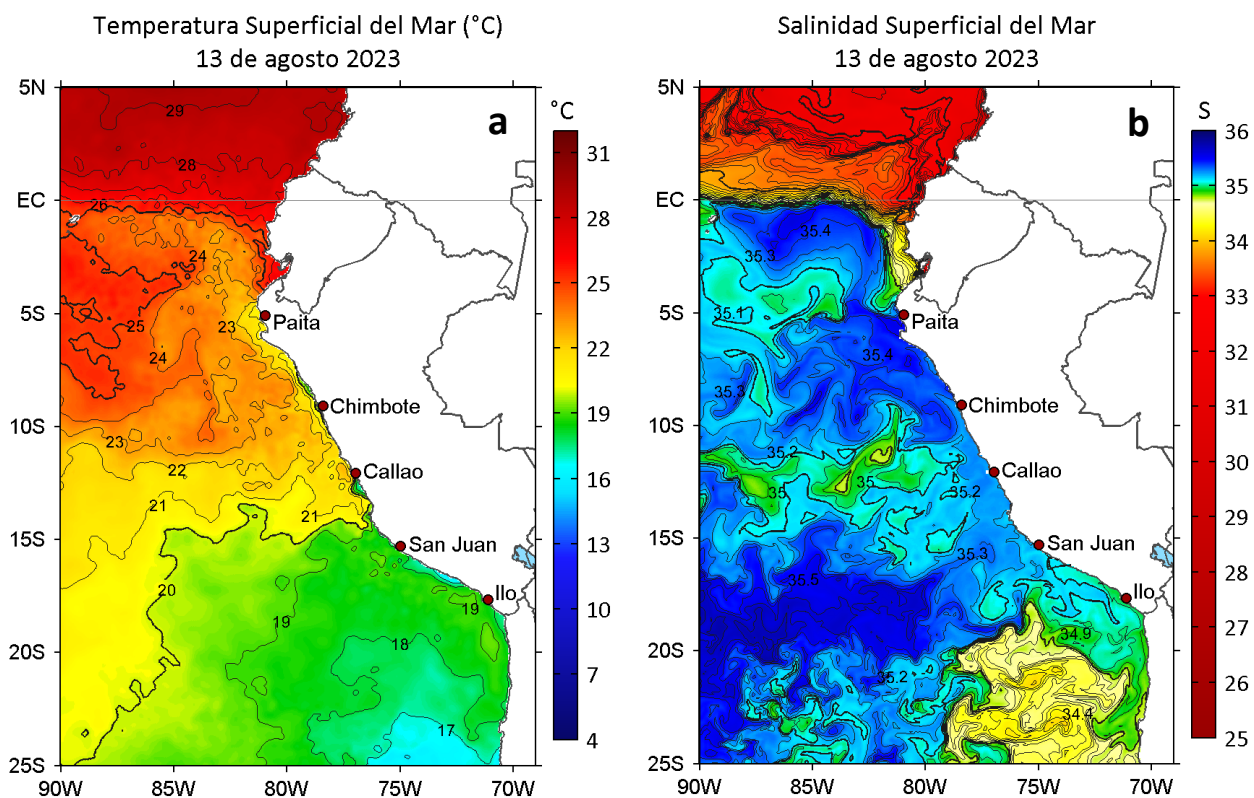 Temperatura Superficial del Mar (°C)
13 de agosto 2023
5N
EC
5S
10S
15S
20S
25S
90W
85W
80W
75W
70W
a
29
28
26
24
25
23
24
23
22
21
21
20
19
19
18
17
Paita
Chimbote
Callao
San Juan
Ilo
°C
31
28
25
22
19
16
13
10
7
4
Salinidad Superficial del Mar
13 de agosto 2023
5N
EC
5S
10S
15S
20S
25S
90W
85W
80W
75W
70W
b
35.4
35.3
35.1
35.4
35.3
35.2
35
35
35.2
35.3
35.5
34.9
35.2
34.4
Paita
Chimbote
Callao
San Juan
Ilo
S
36
35
34
33
32
31
30
29
28
27
26
25